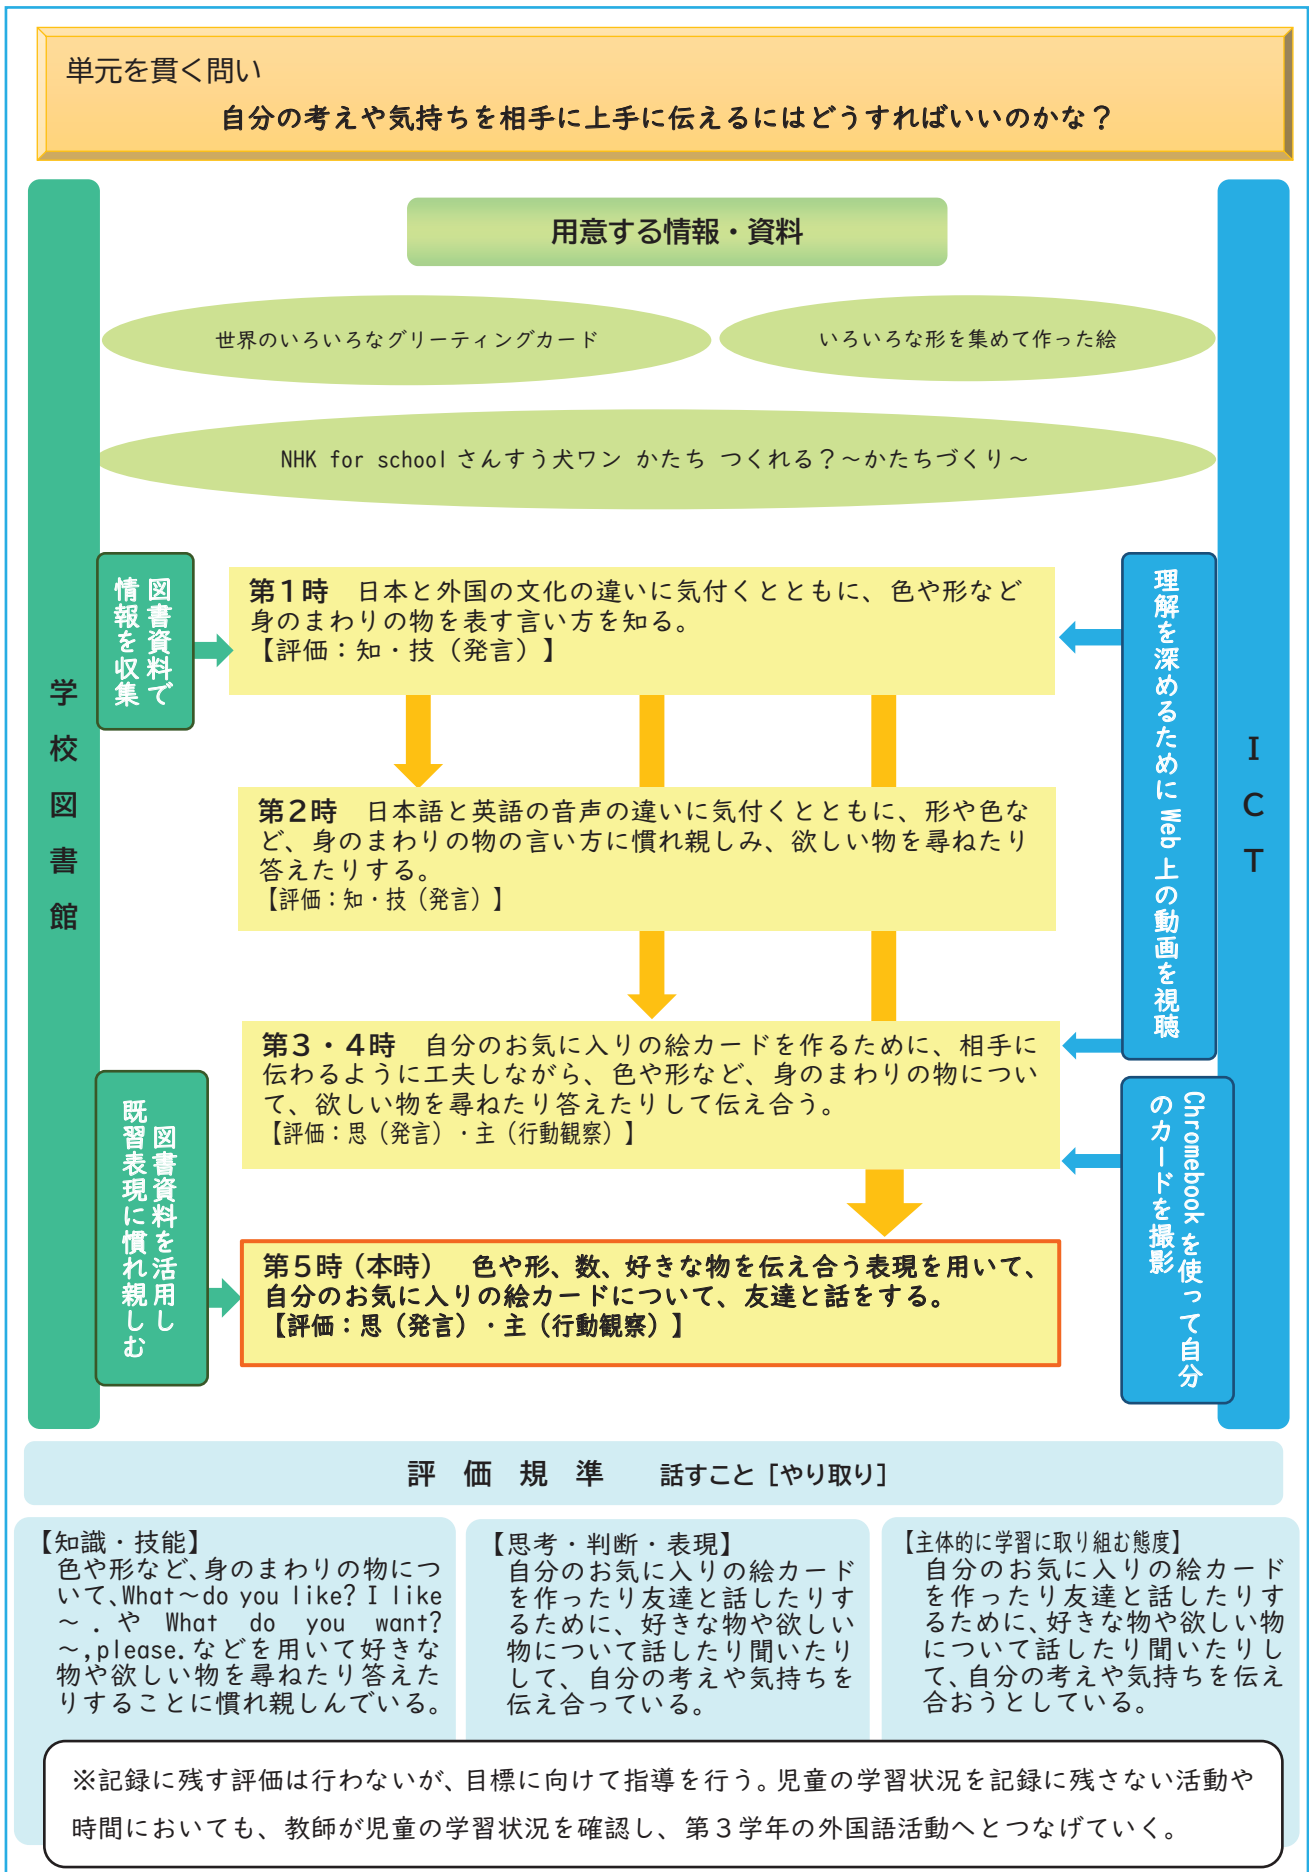 単元を貫く問い
自分の考えや気持ちを相手に上手に伝えるにはどうすればいいのかな？
用意する情報・資料
世界のいろいろなグリーティングカード
いろいろな形を集めて作った絵
NHK for school さんすう犬ワン かたち つくれる？～かたちづくり～
学校図書館
図書資料で
情報を収集
第１時　日本と外国の文化の違いに気付くとともに、色や形など
身のまわりの物を表す言い方を知る。
【評価：知・技（発言）】
第２時　日本語と英語の音声の違いに気付くとともに、形や色な
ど、身のまわりの物の言い方に慣れ親しみ、欲しい物を尋ねたり
答えたりする。
【評価：知・技（発言）】
第３・４時　自分のお気に入りの絵カードを作るために、相手に
伝わるように工夫しながら、色や形など、身のまわりの物につい
て、欲しい物を尋ねたり答えたりして伝え合う。
【評価：思（発言）・主（行動観察）】
図書資料を活用し
既習表現に慣れ親しむ
第５時（本時）　色や形、数、好きな物を伝え合う表現を用いて、
自分のお気に入りの絵カードについて、友達と話をする。
【評価：思（発言）・主（行動観察）】
理解を深めるために Web 上の動画を視聴
Chromebook を使って自分
のカードを撮影
ＩＣＴ
評　価　規　準　　話すこと［やり取り］
【知識・技能】
色や形など、身のまわりの物につ
いて、What～do you like? I like
～．や What do you want?
～,please.などを用いて好きな
物や欲しい物を尋ねたり答えた
りすることに慣れ親しんでいる。
【思考・判断・表現】
自分のお気に入りの絵カード
を作ったり友達と話したりす
るために、好きな物や欲しい
物について話したり聞いたり
して、自分の考えや気持ちを
伝え合っている。
【主体的に学習に取り組む態度】
自分のお気に入りの絵カード
を作ったり友達と話したりす
るために、好きな物や欲しい物
について話したり聞いたりし
て、自分の考えや気持ちを伝え
合おうとしている。
※記録に残す評価は行わないが、目標に向けて指導を行う。児童の学習状況を記録に残さない活動や
時間においても、教師が児童の学習状況を確認し、第３学年の外国語活動へとつなげていく。